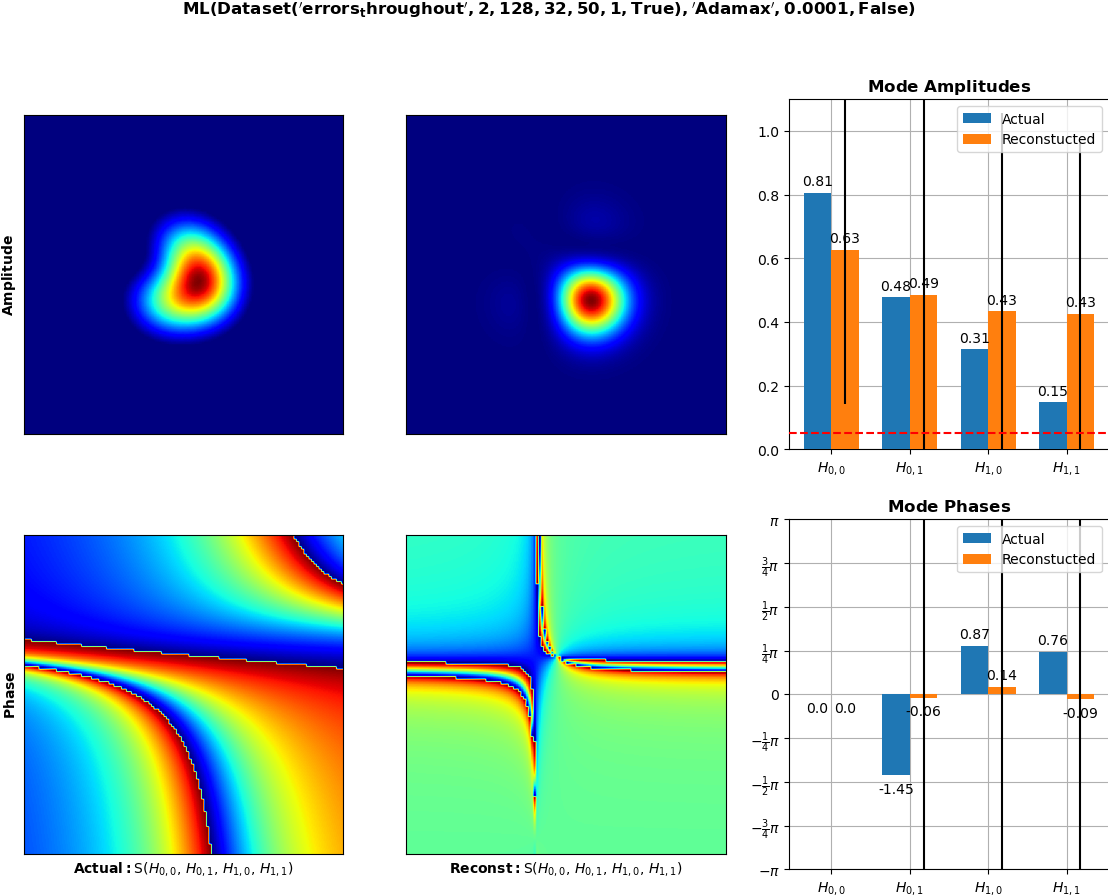 ML(Dataset('errors_throughout', 2, 128, 32, 50, 1, True), 'Adamax', 0.0001, False)
Mode Amplitudes
Actual
Reconstucted
1.0
0.8
0.6
0.4
0.2
0.0
0.81
0.63
0.48
0.49
0.31
0.43
0.15
0.43
H0,0
H0,1
H1,0
H1,1
Amplitude
Mode Phases
Actual
Reconstucted
π
3/4π
1/2π
1/4π
0
−1/4π
−1/2π
−3/4π
−π
0.0
0.0
-1.45
-0.06
0.87
0.14
0.76
-0.09
H0,0
H0,1
H1,0
H1,1
Phase
Actual: S(H0,0, H0,1, H1,0, H1,1)
Reconst: S(H0,0, H0,1, H1,0, H1,1)